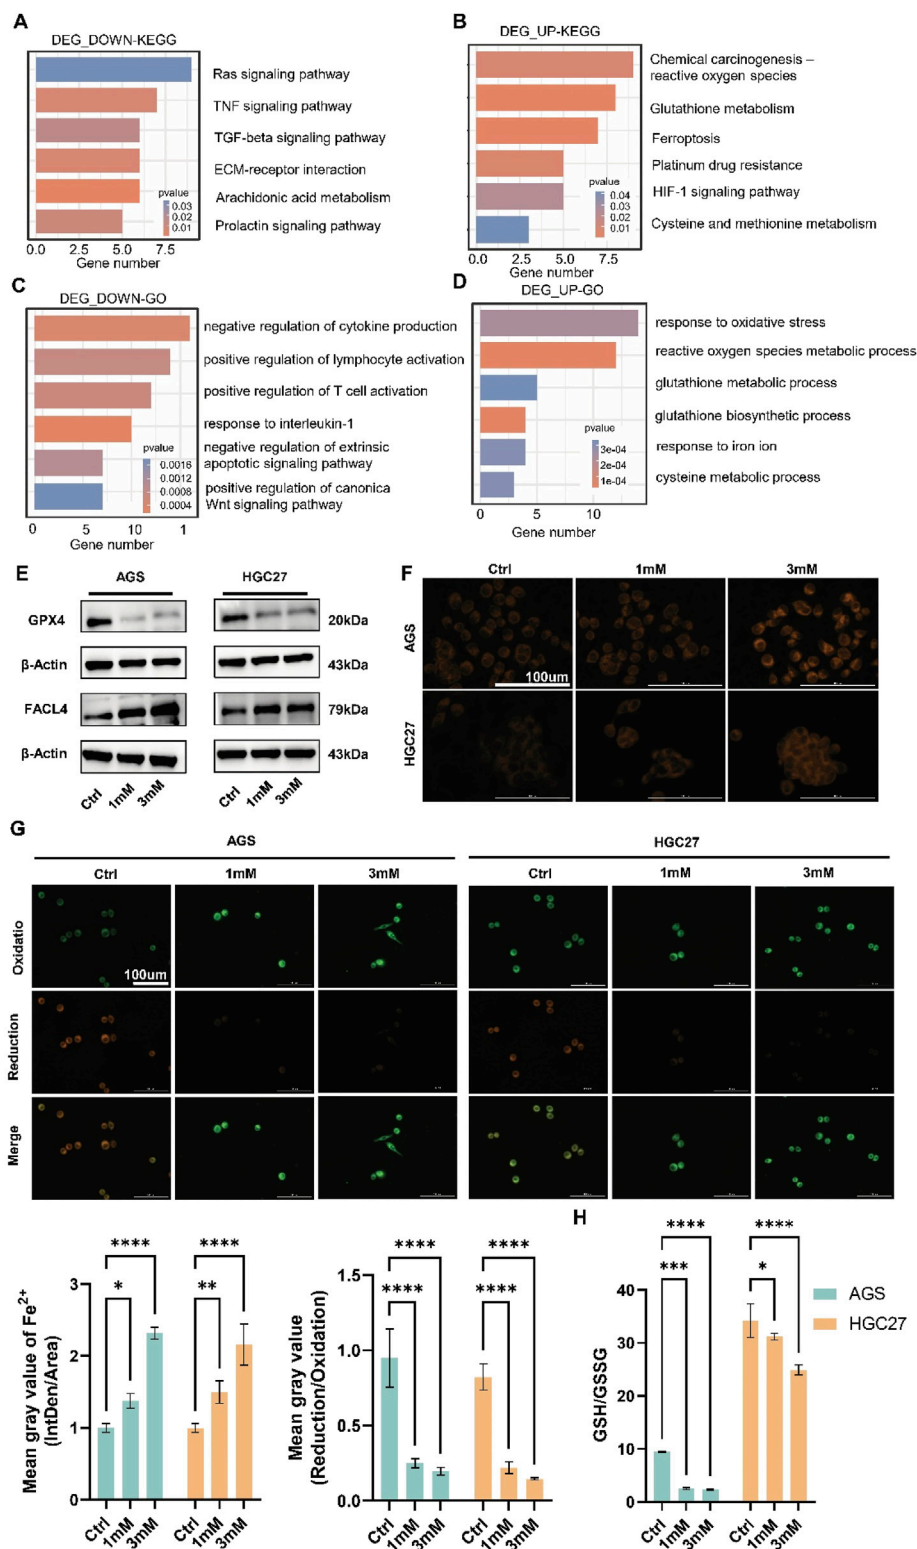 A
DEG_DOWN-KEGG
Ras signaling pathway
TNF signaling pathway
TGF-beta signaling pathway
ECM-receptor interaction
Arachidonic acid metabolism
Prolactin signaling pathway
pvalue
0.03
0.02
0.01
0.0 2.5 5.0 7.5
Gene number
B
DEG_UP-KEGG
Chemical carcinogenesis –
reactive oxygen species
Glutathione metabolism
Ferroptosis
Platinum drug resistance
HIF-1 signaling pathway
Cysteine and methionine metabolism
pvalue
0.04
0.03
0.02
0.01
0.0 2.5 5.0 7.5
Gene number
C
DEG_DOWN-GO
negative regulation of cytokine production
positive regulation of lymphocyte activation
positive regulation of T cell activation
response to interleukin-1
negative regulation of extrinsic
apoptotic signaling pathway
positive regulation of canonica
Wnt signaling pathway
pvalue
0.0016
0.0012
0.0008
0.0004
0 5 10 1
Gene number
D
DEG_UP-GO
response to oxidative stress
reactive oxygen species metabolic process
glutathione metabolic process
glutathione biosynthetic process
response to iron ion
cysteine metabolic process
pvalue
3e-04
2e-04
1e-04
0 5 10
Gene number
E
AGS HGC27
GPX4 20kDa
β-Actin 43kDa
FACL4 79kDa
β-Actin 43kDa
Ctrl 1mM 3mM Ctrl 1mM 3mM
F
Ctrl 1mM 3mM
AGS
100um
HGC27
G
AGS HGC27
Ctrl 1mM 3mM Ctrl 1mM 3mM
Oxidatio
100um
Reduction
Merge
Mean gray value of Fe2+
(IntDen/Area)
3
2
1
0
**** ****
* **
Ctrl 1mM 3mM Ctrl 1mM 3mM
Mean gray value
(Reduction/Oxidation)
1.5
1.0
0.5
0.0
**** ****
**** ****
Ctrl 1mM 3mM Ctrl 1mM 3mM
H
GSH/GSSG
40
30
20
10
0
**** ****
*** *
Ctrl 1mM 3mM Ctrl 1mM 3mM
AGS
HGC27